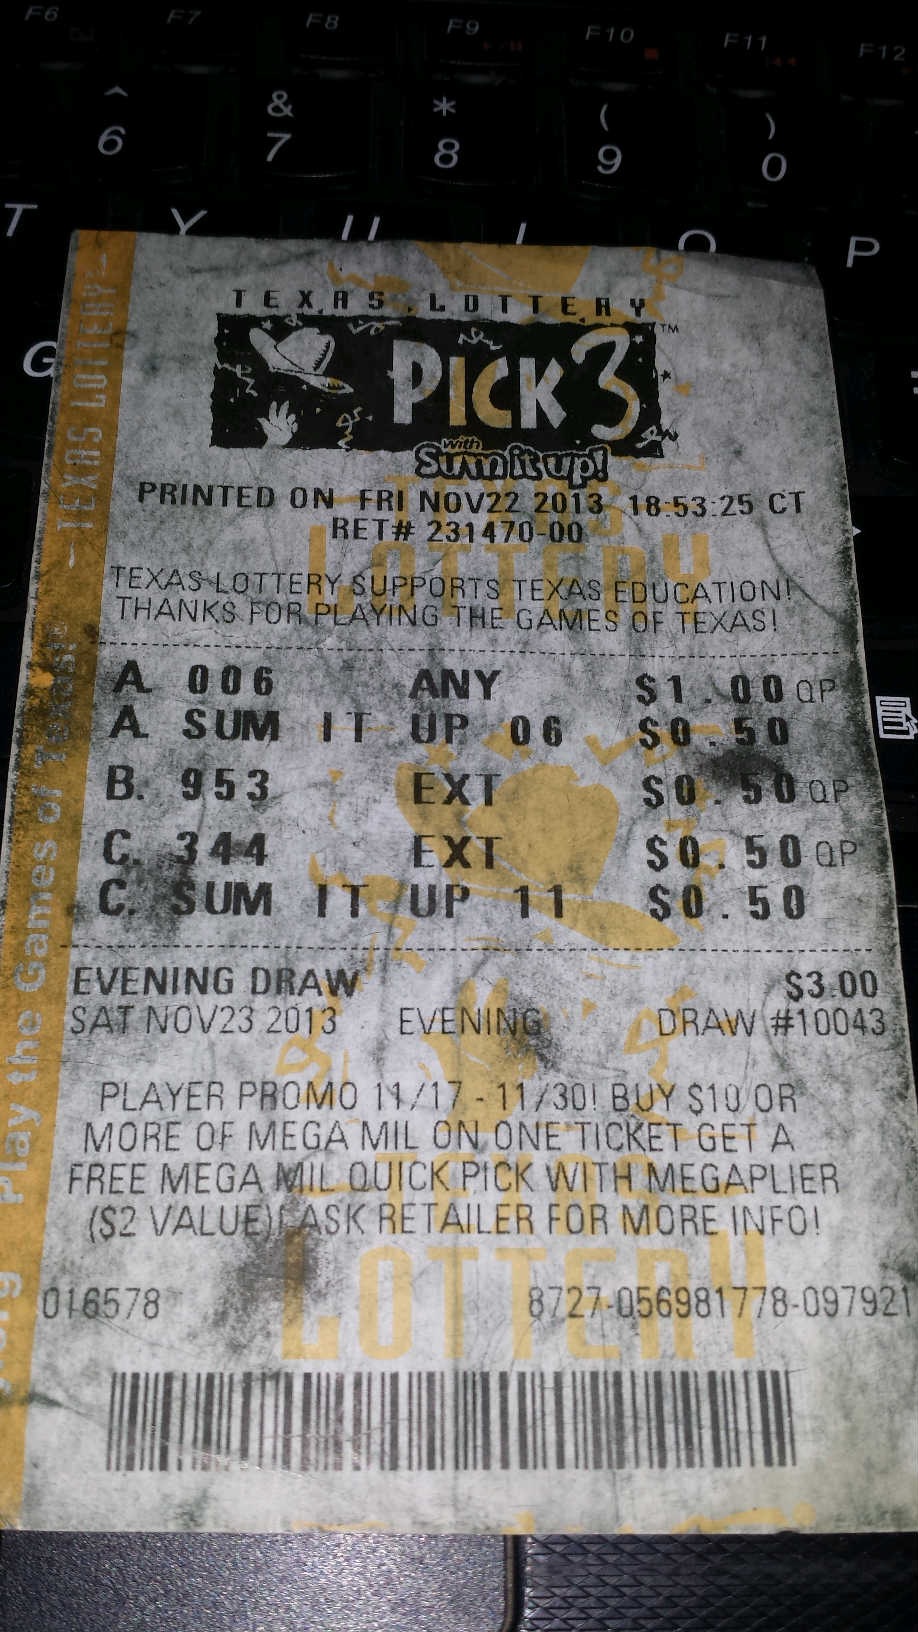 F6 F7 F8 F9 F10 F11 F12
^ & * ( )
6 7 8 9 0
T Y U I O P
G
TEXAS LOTTERY
PICK 3 ™
with
Sum it up!
PRINTED ON FRI NOV22 2013 18:53:25 CT
RET# 231470-00
TEXAS LOTTERY SUPPORTS TEXAS EDUCATION!
THANKS FOR PLAYING THE GAMES OF TEXAS!
A. 006 ANY $1.00 QP
A. SUM IT UP 06 $0.50
B. 953 EXT $0.50 QP
C. 344 EXT $0.50 QP
C. SUM IT UP 11 $0.50
EVENING DRAW $3.00
SAT NOV23 2013 EVENING DRAW #10043
PLAYER PROMO 11/17 - 11/30! BUY $10 OR
MORE OF MEGA MIL ON ONE TICKET GET A
FREE MEGA MIL QUICK PICK WITH MEGAPLIER
($2 VALUE)! ASK RETAILER FOR MORE INFO!
016578 8727-056981778-097921
Play the Games of Texas! ~ TEXAS LOTTERY ~
TEXAS
LOTTERY
TEXAS
LOTTERY